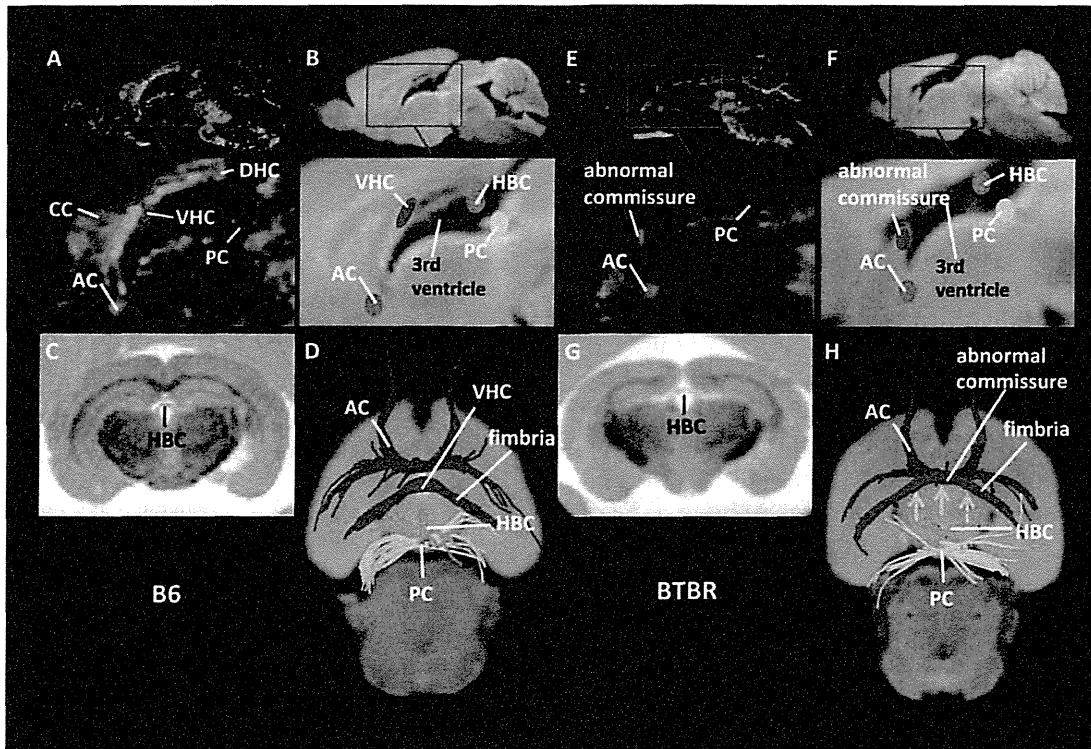 A
DHC
CC
VHC
PC
AC
B
VHC
HBC
PC
AC
3rd
ventricle
E
abnormal
commissure
PC
AC
F
abnormal
commissure
HBC
PC
AC
3rd
ventricle
C
HBC
B6
D
VHC
AC
fimbria
HBC
PC
G
HBC
BTBR
H
abnormal
commissure
AC
fimbria
HBC
PC